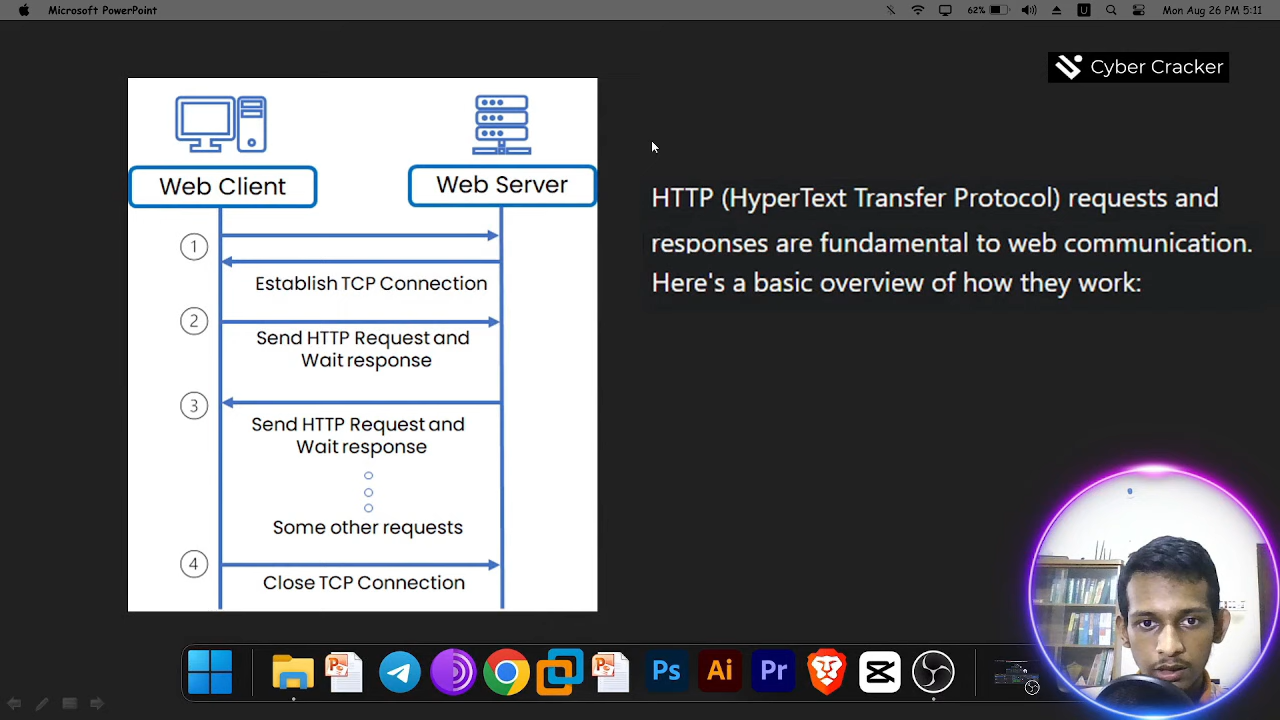 Microsoft PowerPoint
62%
U
Mon Aug 26 PM 5:11
Cyber Cracker
Web Client
Web Server
1
Establish TCP Connection
2
Send HTTP Request and
Wait response
3
Send HTTP Request and
Wait response
Some other requests
4
Close TCP Connection
HTTP (HyperText Transfer Protocol) requests and
responses are fundamental to web communication.
Here's a basic overview of how they work:
Ps
Ai
Pr